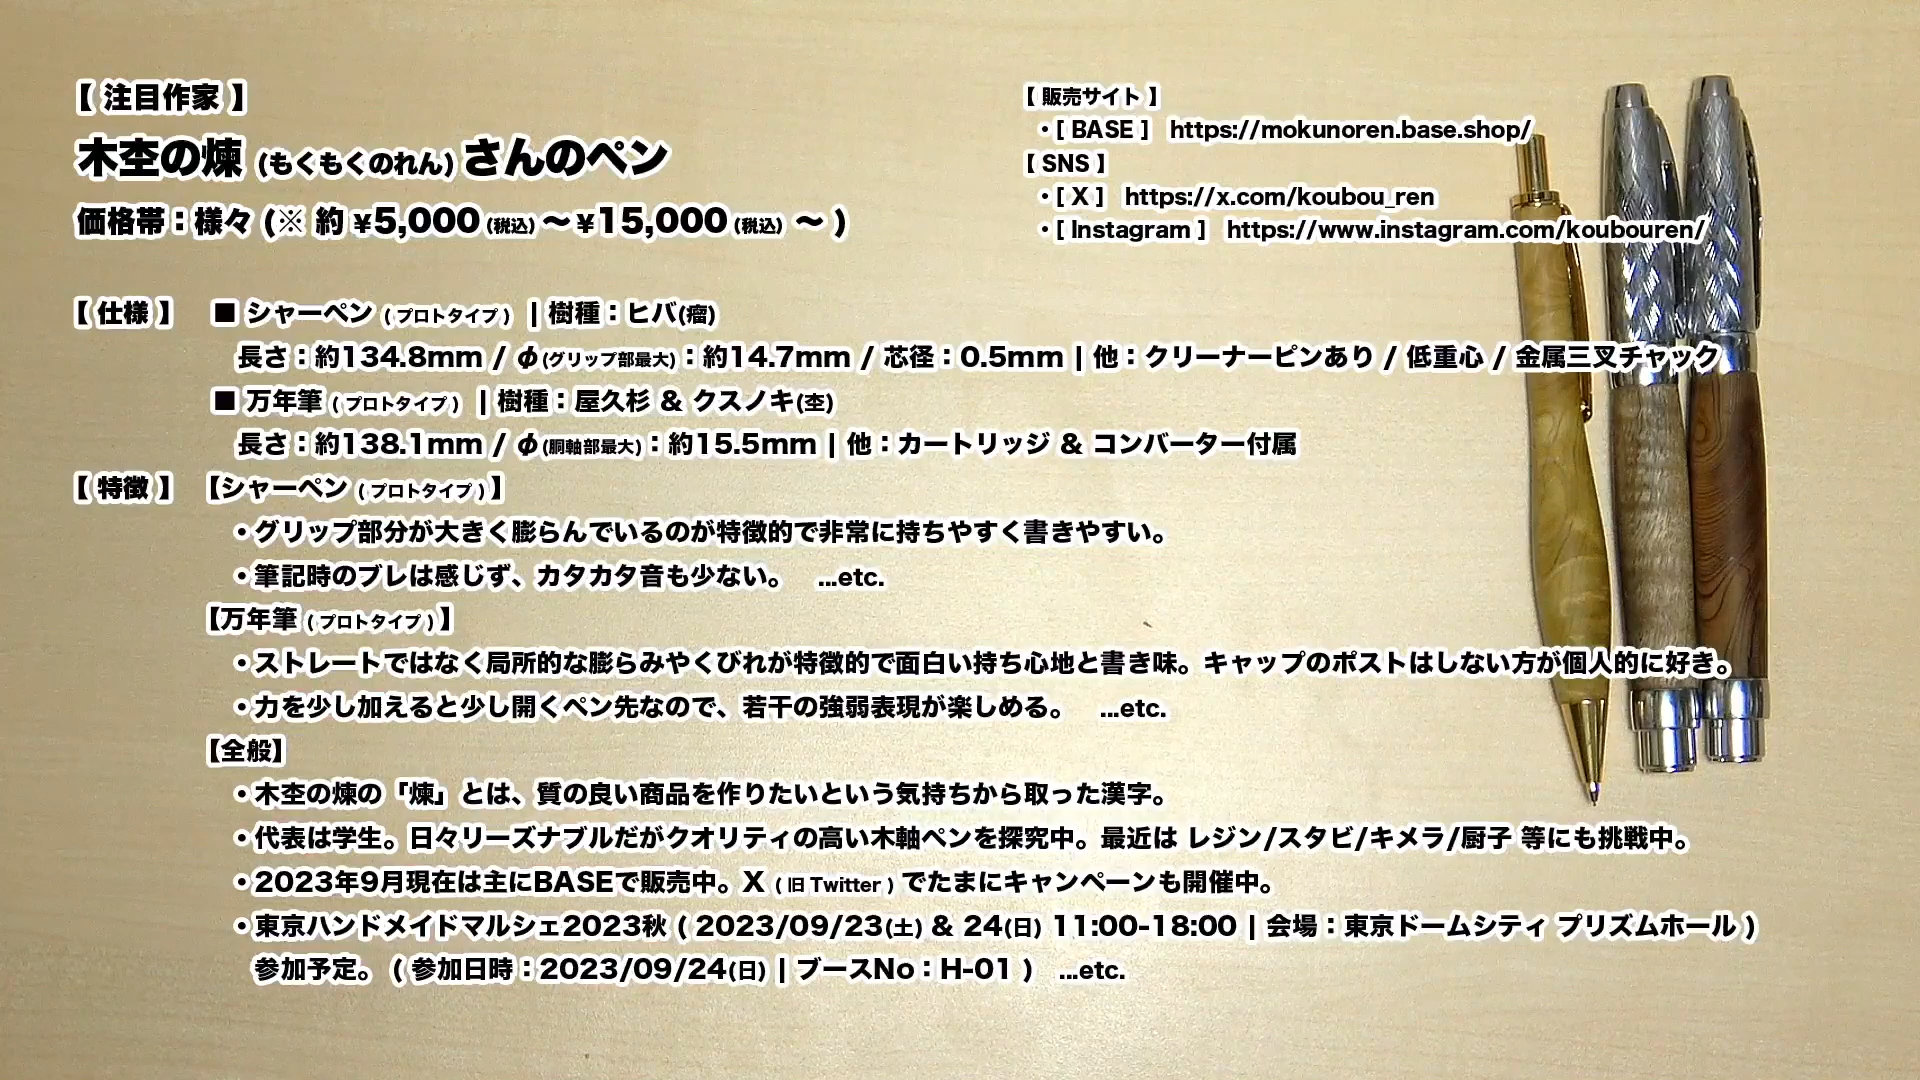 【 注目作家 】
木杢の煉 (もくもくのれん) さんのペン
価格帯：様々 (※ 約 ¥5,000 (税込) 〜 ¥15,000 (税込) 〜 )
【 販売サイト 】
・[ BASE ] https://mokunoren.base.shop/
【 SNS 】
・[ X ] https://x.com/koubou_ren
・[ Instagram ] https://www.instagram.com/koubouren/
【 仕様 】 ■ シャーペン ( プロトタイプ ) | 樹種：ヒバ(瘤)
長さ：約134.8mm / φ(グリップ部最大)：約14.7mm / 芯径：0.5mm | 他：クリーナーピンあり / 低重心 / 金属三叉チャック
■ 万年筆 ( プロトタイプ ) | 樹種：屋久杉 & クスノキ(杢)
長さ：約138.1mm / φ(胴軸部最大)：約15.5mm | 他：カートリッジ & コンバーター付属
【 特徴 】 【シャーペン ( プロトタイプ )】
・グリップ部分が大きく膨らんでいるのが特徴的で非常に持ちやすく書きやすい。
・筆記時のブレは感じず、カタカタ音も少ない。 ...etc.
【万年筆 ( プロトタイプ )】
・ストレートではなく局所的な膨らみやくびれが特徴的で面白い持ち心地と書き味。キャップのポストはしない方が個人的に好き。
・力を少し加えると少し開くペン先なので、若干の強弱表現が楽しめる。 ...etc.
【全般】
・木杢の煉の「煉」とは、質の良い商品を作りたいという気持ちから取った漢字。
・代表は学生。日々リーズナブルだがクオリティの高い木軸ペンを探究中。最近は レジン/スタビ/キメラ/厨子 等にも挑戦中。
・2023年9月現在は主にBASEで販売中。X ( 旧 Twitter ) でたまにキャンペーンも開催中。
・東京ハンドメイドマルシェ2023秋 ( 2023/09/23(土) & 24(日) 11:00-18:00 | 会場：東京ドームシティ プリズムホール )
参加予定。 ( 参加日時：2023/09/24(日) | ブースNo：H-01 ) ...etc.